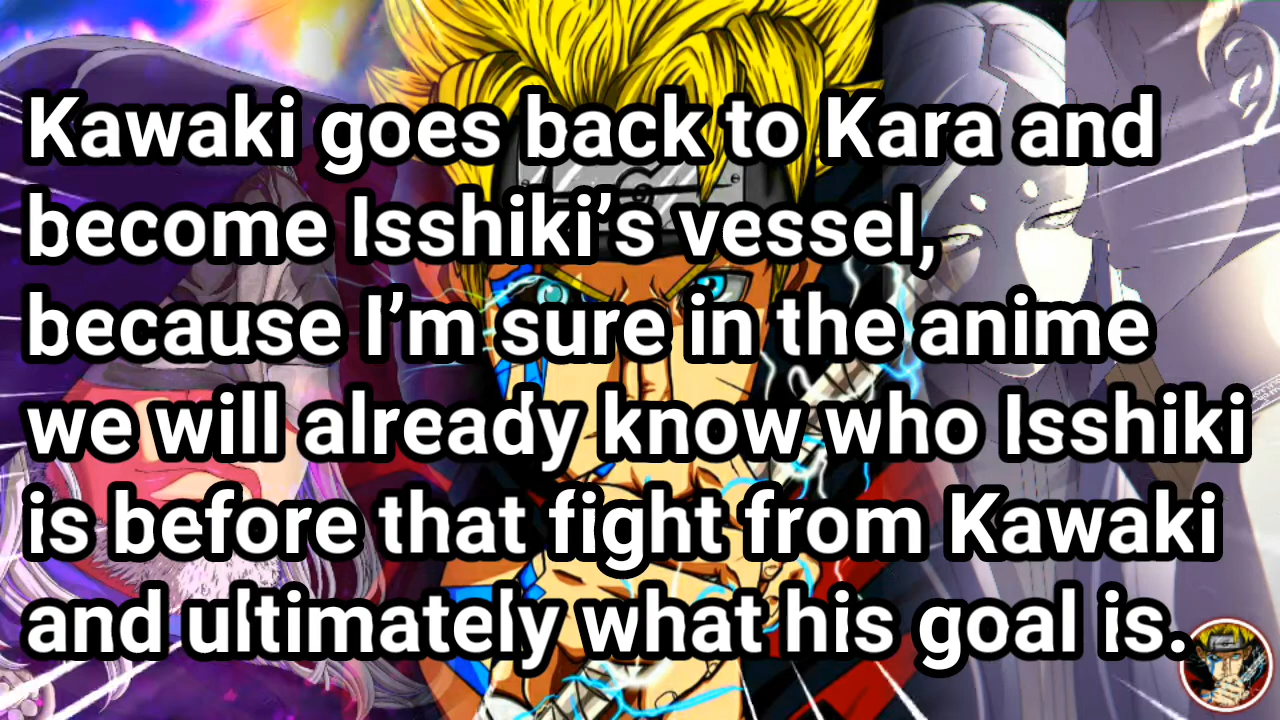 Kawaki goes back to Kara and
become Isshiki’s vessel,
because I’m sure in the anime
we will already know who Isshiki
is before that fight from Kawaki
and ultimately what his goal is.